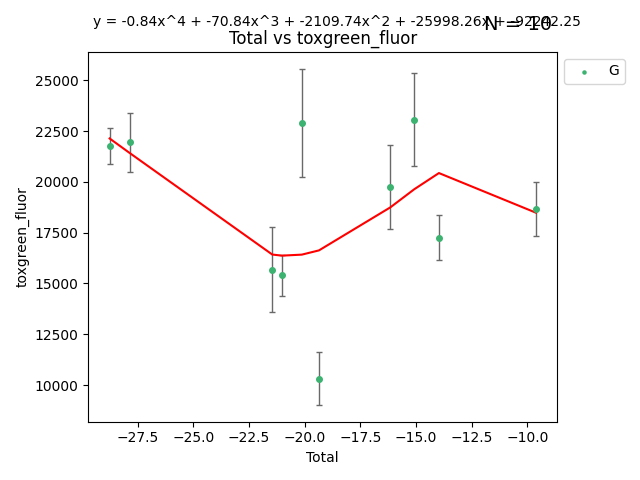 y = -0.84x^4 + -70.84x^3 + -2109.74x^2 + -25998.26x +
N = 10
Total vs toxgreen_fluor
G
25000
22500
20000
17500
15000
12500
10000
toxgreen_fluor
−27.5 −25.0 −22.5 −20.0 −17.5 −15.0 −12.5 −10.0
Total